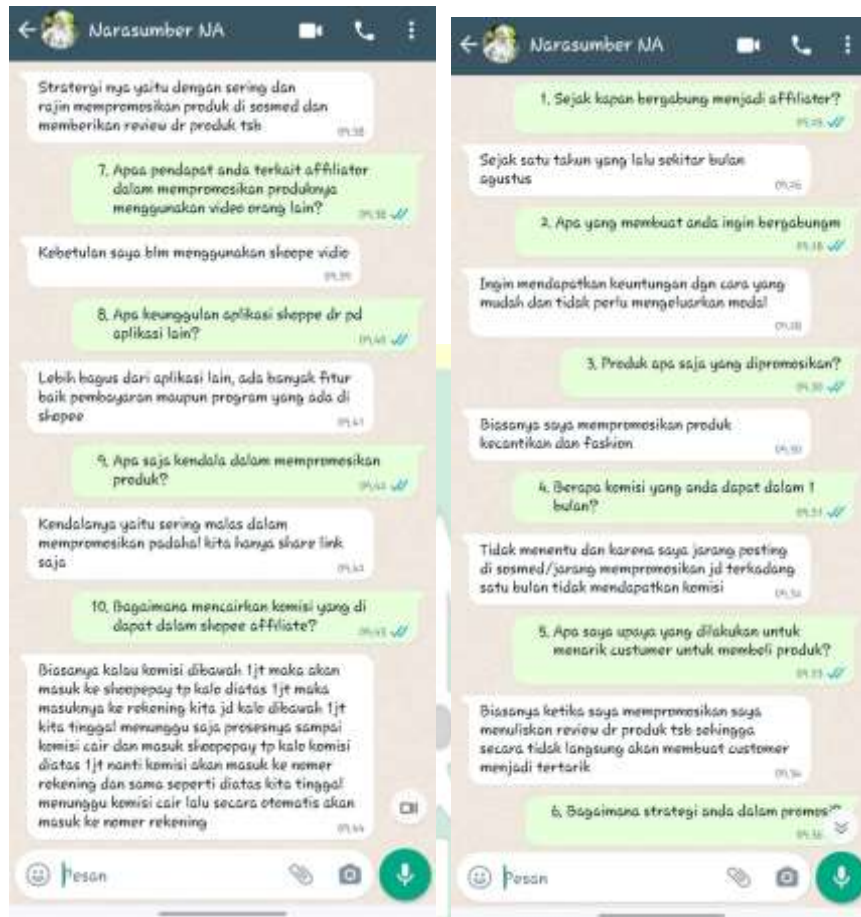 Narasumber NA
Stratergi nya yaitu dengan sering dan
rajin mempromosikan produk di sosmed dan
memberikan review dr produk tsb
7. Apaa pendapat anda terkait affiliator
dalam mempromosikan produknya
menggunakan video orang lain?
Kebetulan saya blm menggunakan shoope vidio
8. Apa keunggulan aplikasi shoppe dr pd
aplikasi lain?
Lebih bagus dari aplikasi lain, ada banyak fitur
baik pembayaran maupun program yang ada di
shopee
9. Apa saja kendala dalam mempromosikan
produk?
Kendalanya yaitu sering malas dalam
mempromosikan padahal kita hanya share link
saja
10. Bagaimana mencairkan komisi yang di
dapat dalam shopee affiliate?
Biasanya kalau komisi dibawah 1jt maka akan
masuk ke shoopepay tp kalo diatas 1jt maka
masuknya ke rekening kita jd kalo dibawah 1jt
kita tinggal menunggu saja prosesnya sampai
komisi cair dan masuk shoopepay tp kalo komisi
diatas 1jt nanti komisi akan masuk ke nomer
rekening dan sama seperti diatas kita tinggal
menunggu komisi cair lalu secara otomatis akan
masuk ke nomer rekening
Pesan
Narasumber NA
1. Sejak kapan bergabung menjadi affiliator?
Sejak satu tahun yang lalu sekitar bulan
agustus
2. Apa yang membuat anda ingin bergabungm
Ingin mendapatkan keuntungan dgn cara yang
mudah dan tidak perlu mengeluarkan modal
3. Produk apa saja yang dipromosikan?
Biasanya saya mempromosikan produk
kecantikan dan fashion
4. Berapa komisi yang anda dapat dalam 1
bulan?
Tidak menentu dan karena saya jarang posting
di sosmed/jarang mempromosikan jd terkadang
satu bulan tidak mendapatkan komisi
5. Apa saya upaya yang dilakukan untuk
menarik custumer untuk membeli produk?
Biasanya ketika saya mempromosikan saya
menuliskan review dr produk tsb sehingga
secara tidak langsung akan membuat customer
menjadi tertarik
6. Bagaimana strategi anda dalam
Pesan